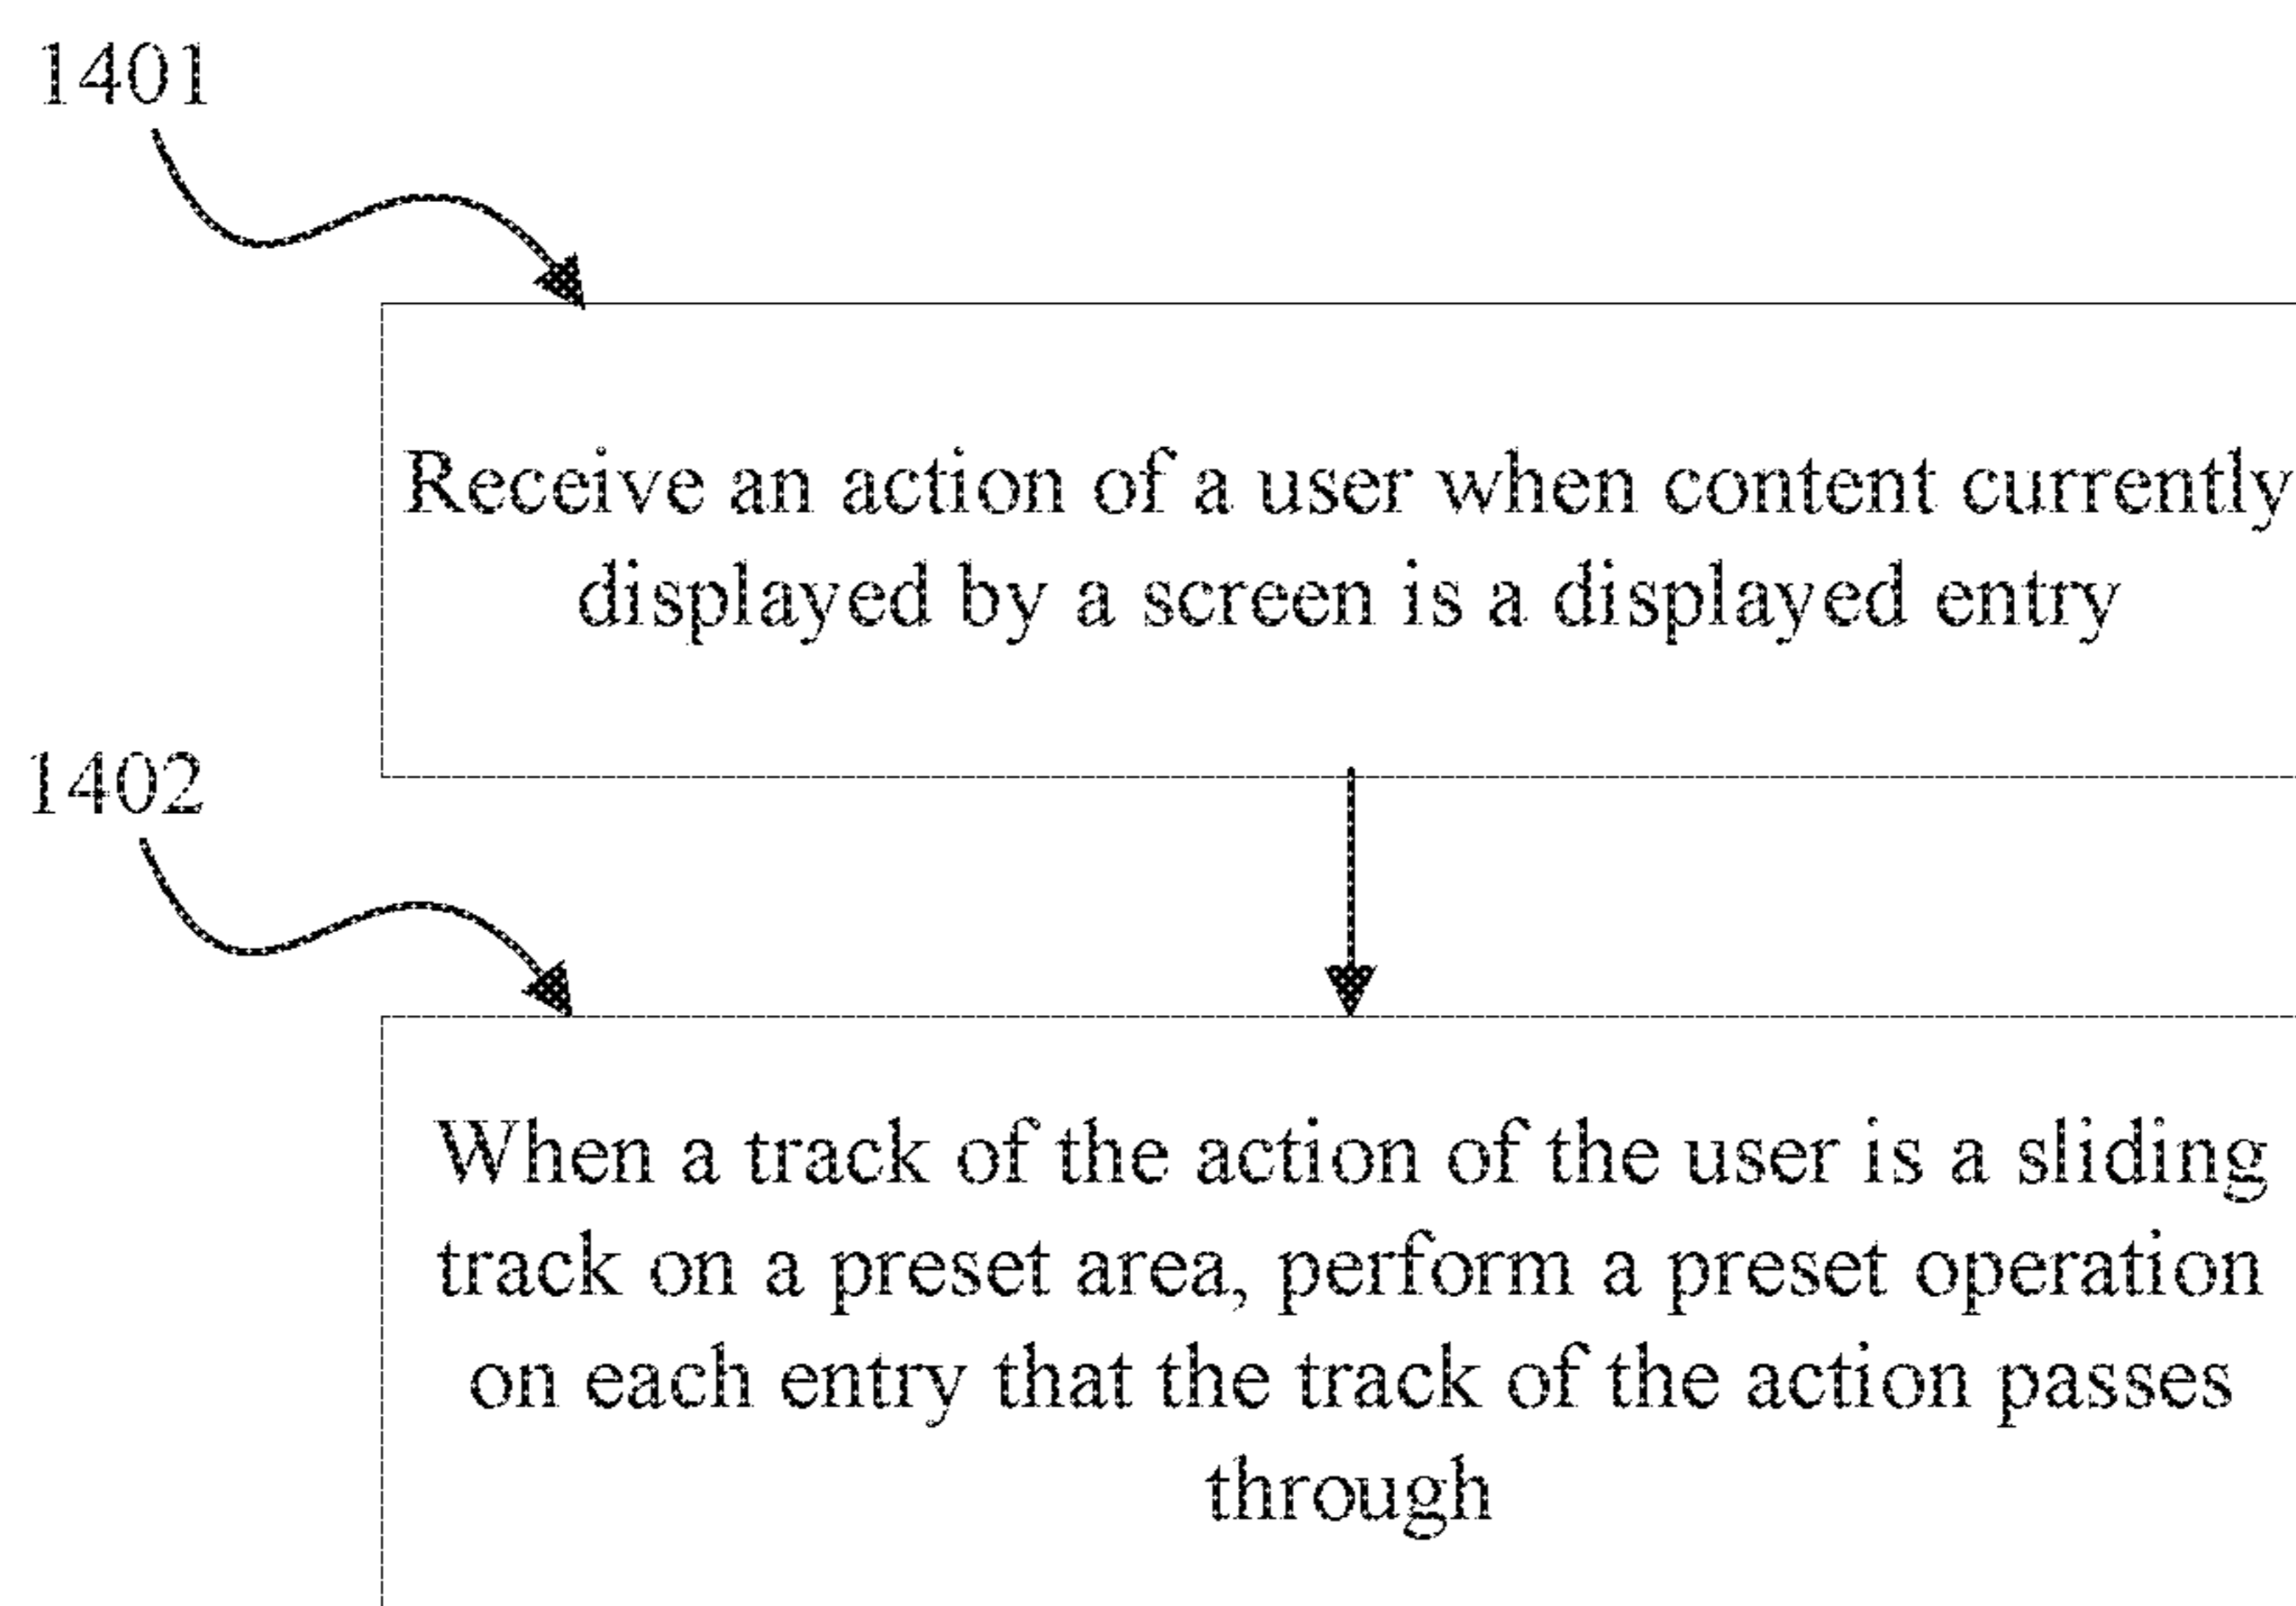 1401
Receive an action of a user when content currently
displayed by a screen is a displayed entry
1402
When a track of the action of the user is a sliding
track on a preset area, perform a preset operation
on each entry that the track of the action passes
through